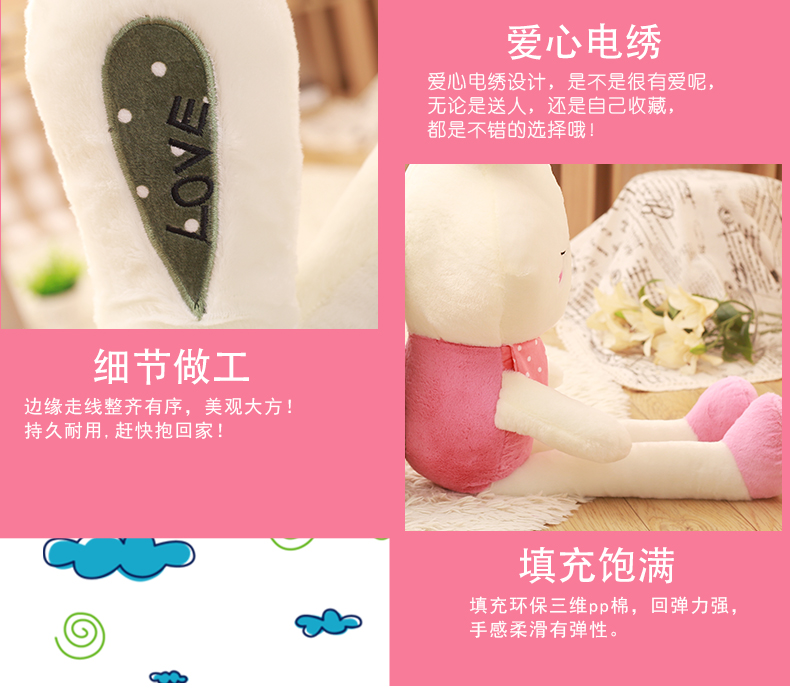 LOVE
爱心电绣
爱心电绣设计，是不是很有爱呢，
无论是送人，还是自己收藏，
都是不错的选择哦！
细节做工
边缘走线整齐有序，美观大方！
持久耐用，赶快抱回家！
填充饱满
填充环保三维pp棉，回弹力强，
手感柔滑有弹性。